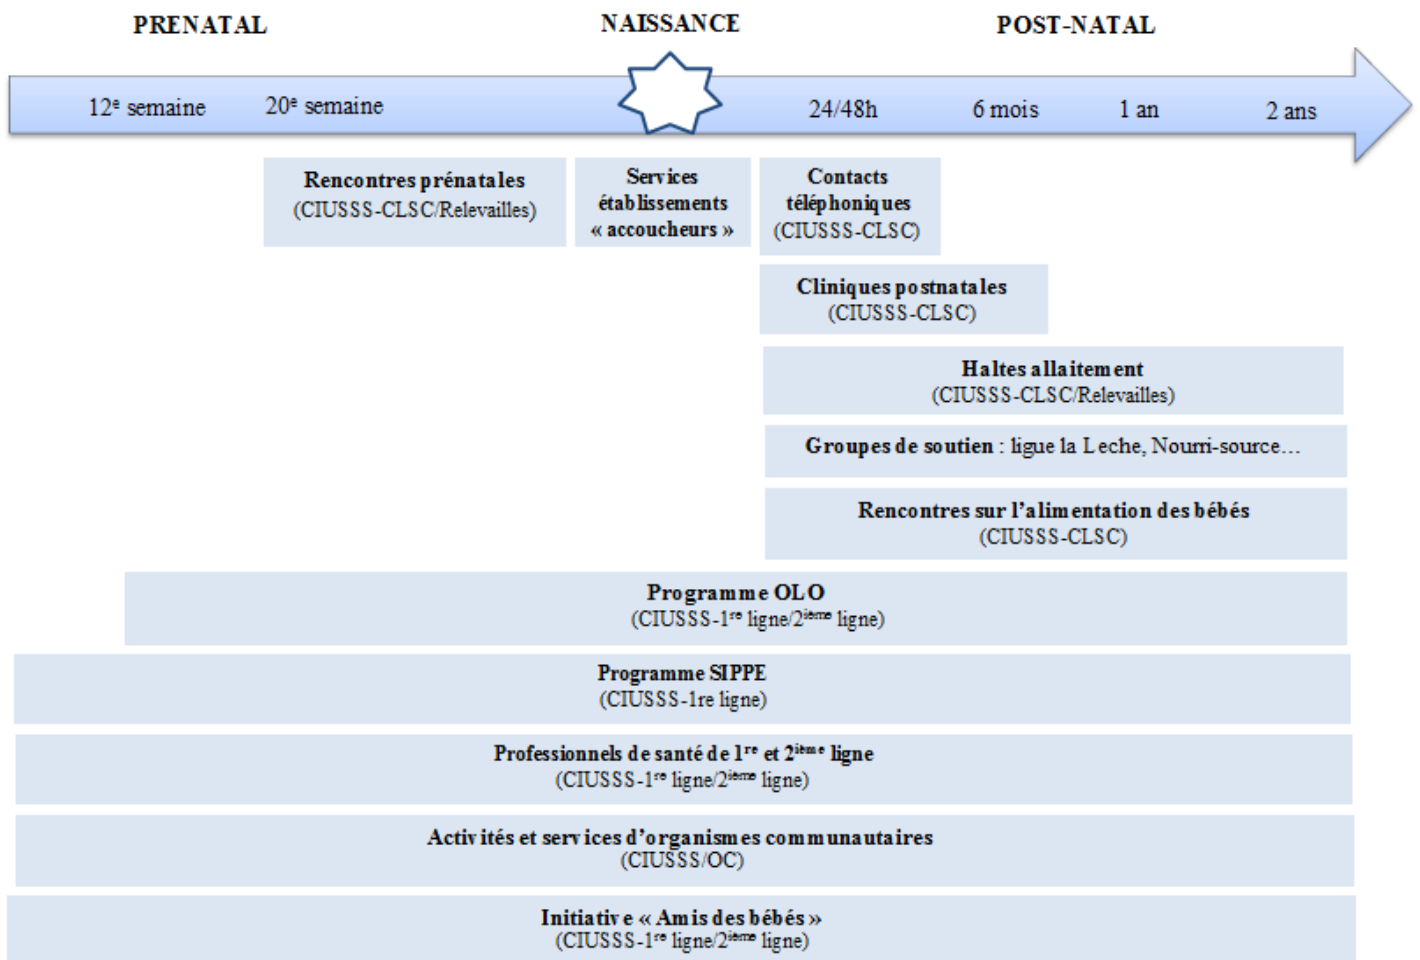 PRENATAL
NAISSANCE
POST-NATAL
12ᵉ semaine
20ᵉ semaine
24/48h
6 mois
1 an
2 ans
Rencontres prénatales
(CIUSSS-CLSC/Relevailles)
Services
établissements
« accoucheurs »
Contacts
téléphoniques
(CIUSSS-CLSC)
Cliniques postnatales
(CIUSSS-CLSC)
Haltes allaitement
(CIUSSS-CLSC/Relevailles)
Groupes de soutien : ligue la Leche, Nourri-source…
Rencontres sur l’alimentation des bébés
(CIUSSS-CLSC)
Programme OLO
(CIUSSS-1ʳᵉ ligne/2ⁱᵉᵐᵉ ligne)
Programme SIPPE
(CIUSSS-1re ligne)
Professionnels de santé de 1ʳᵉ et 2ⁱᵉᵐᵉ ligne
(CIUSSS-1ʳᵉ ligne/2ⁱᵉᵐᵉ ligne)
Activités et services d’organismes communautaires
(CIUSSS/OC)
Initiative « Amis des bébés »
(CIUSSS-1ʳᵉ ligne/2ⁱᵉᵐᵉ ligne)